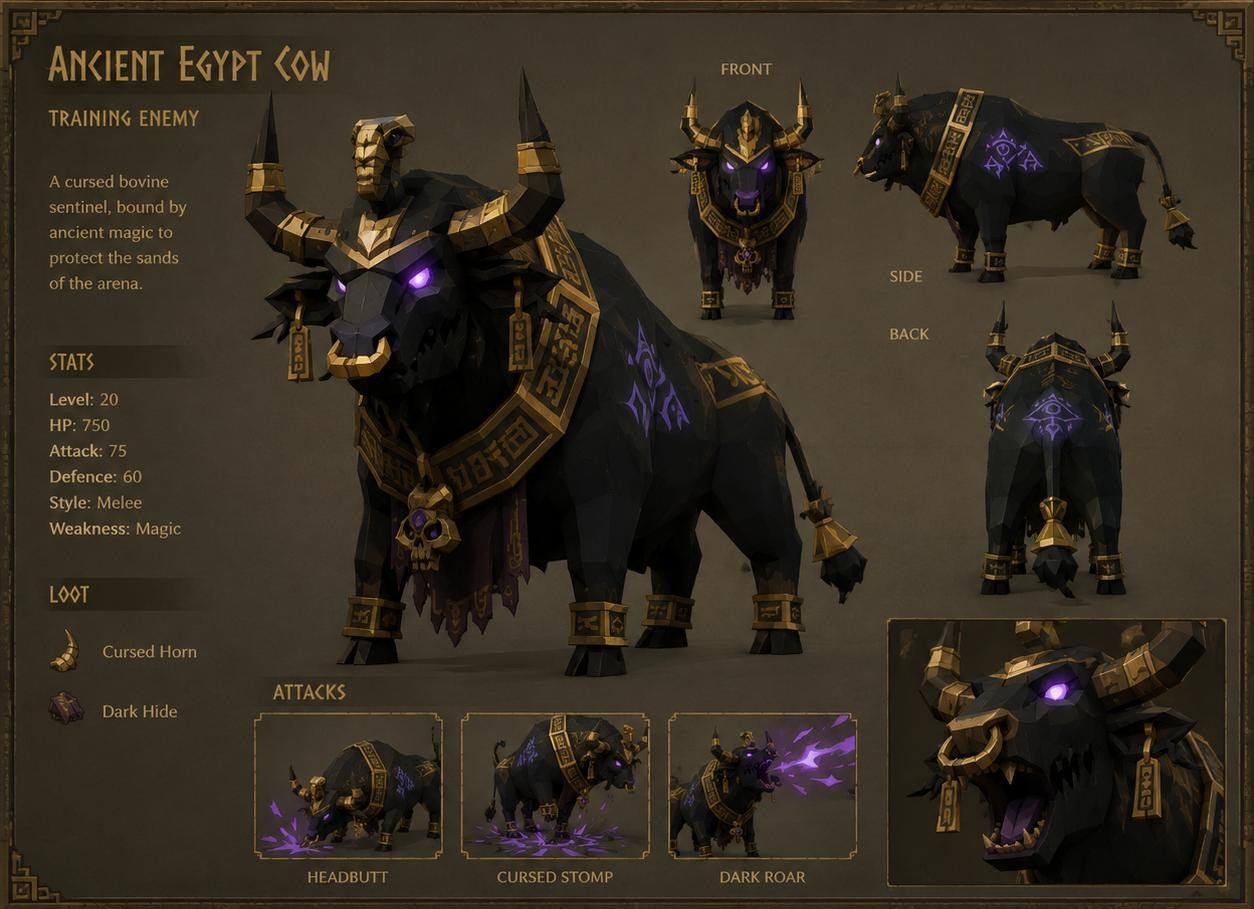 ANCIENT EGYPT COW
TRAINING ENEMY
A cursed bovine
sentinel, bound by
ancient magic to
protect the sands
of the arena.
STATS
Level: 20
HP: 750
Attack: 75
Defence: 60
Style: Melee
Weakness: Magic
LOOT
Cursed Horn
Dark Hide
FRONT
SIDE
BACK
ATTACKS
HEADBUTT
CURSED STOMP
DARK ROAR